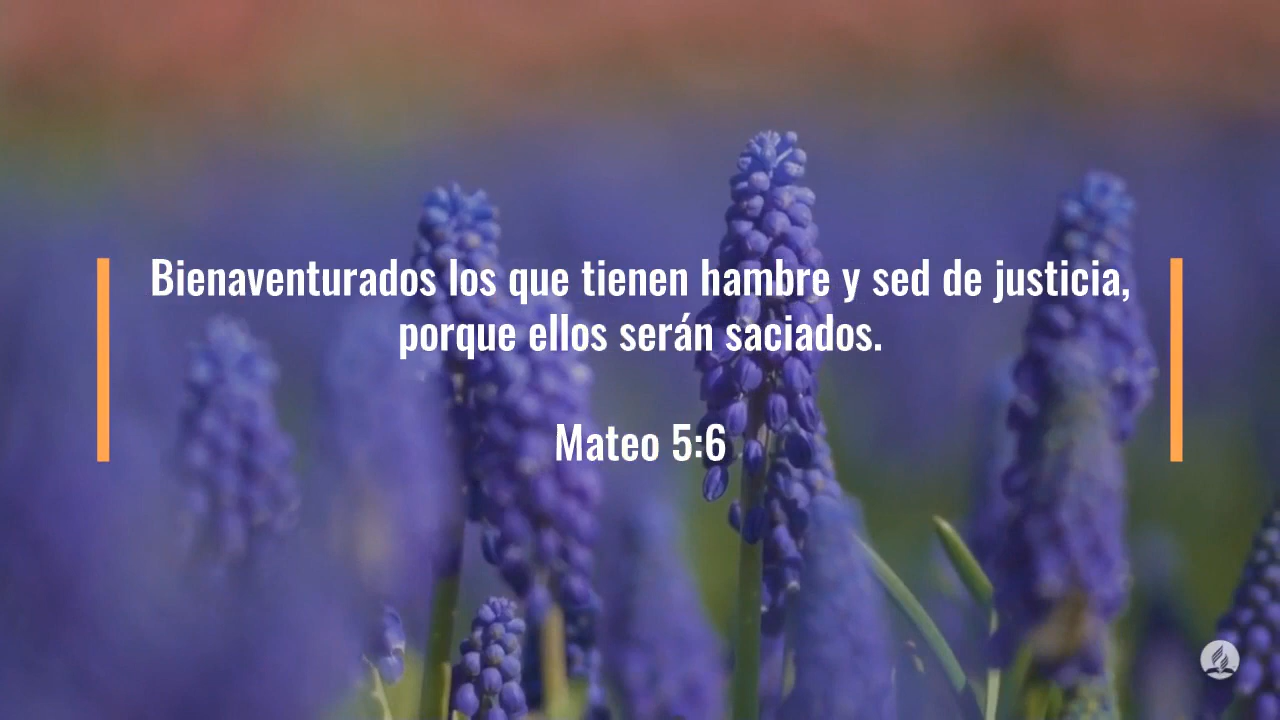 Bienaventurados los que tienen hambre y sed de justicia,
porque ellos serán saciados.
Mateo 5:6